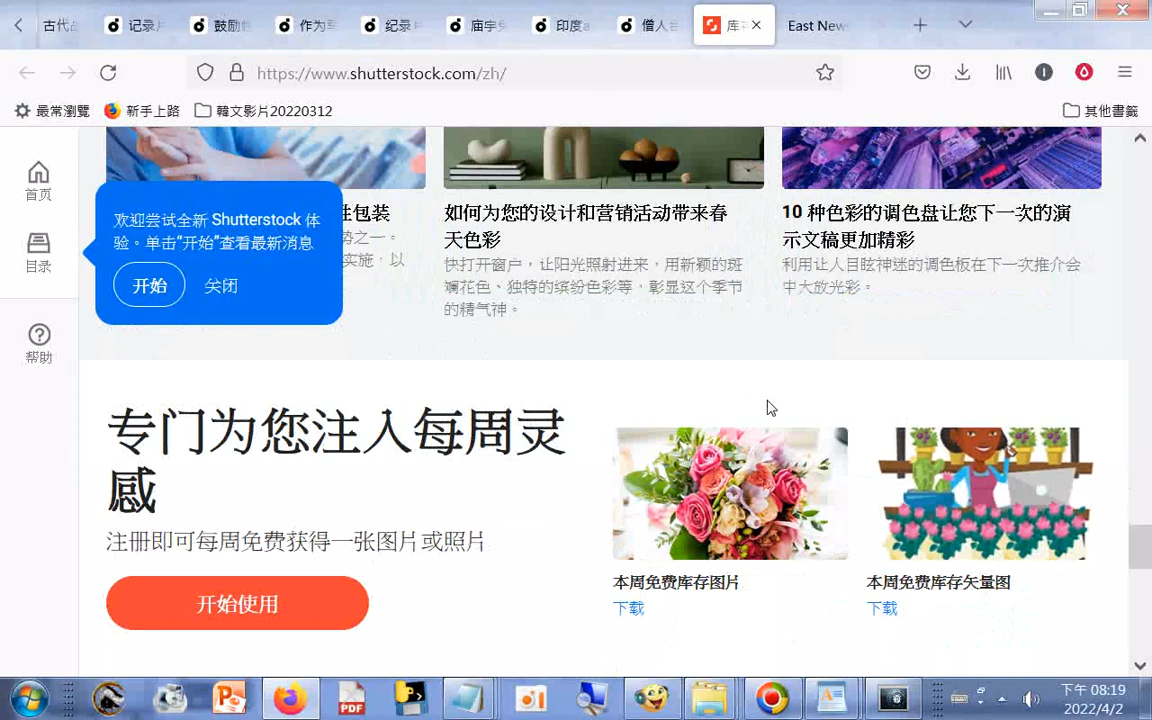 古代
记录
鼓励
作为
纪录
庙宇
印度
僧人
库
East New
https://www.shutterstock.com/zh/
最常瀏覽
新手上路
韓文影片20220312
其他書籤
首页
目录
帮助
欢迎尝试全新 Shutterstock 体
验。单击“开始”查看最新消息
开始
关闭
包装
势之一。
实施，以
如何为您的设计和营销活动带来春
天色彩
快打开窗户，让阳光照射进来，用新颖的斑
斓花色、独特的缤纷色彩等，彰显这个季节
的精气神。
10 种色彩的调色盘让您下一次的演
示文稿更加精彩
利用让人目眩神迷的调色板在下一次推介会
中大放光彩。
专门为您注入每周灵
感
注册即可每周免费获得一张图片或照片
开始使用
本周免费库存图片
下载
本周免费库存矢量图
下载
PDF
下午 08:19
2022/4/2